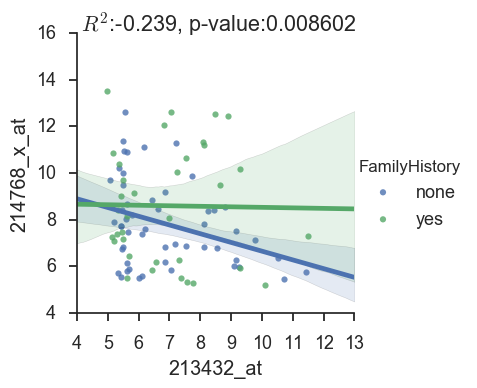 R²:-0.239, p-value:0.008602
16
14
12
10
8
6
4
214768_x_at
4 5 6 7 8 9 10 11 12 13
213432_at
FamilyHistory
none
yes